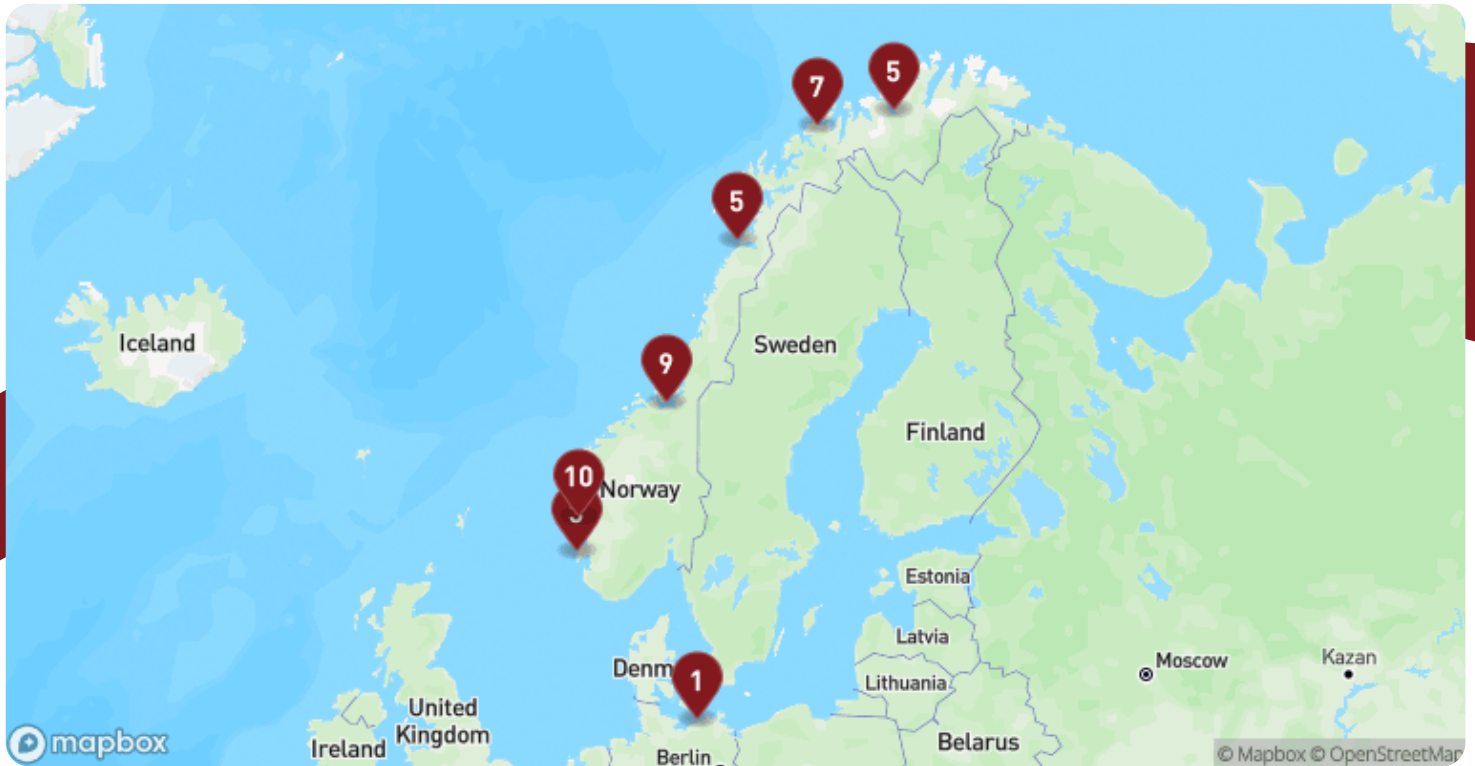 7
5
5
Iceland
Sweden
9
Finland
10
Norway
Estonia
Latvia
Denm
1
Moscow
Kazan
Lithuania
United
Kingdom
Ireland
Berlin
Belarus
mapbox
© Mapbox © OpenStreetMap